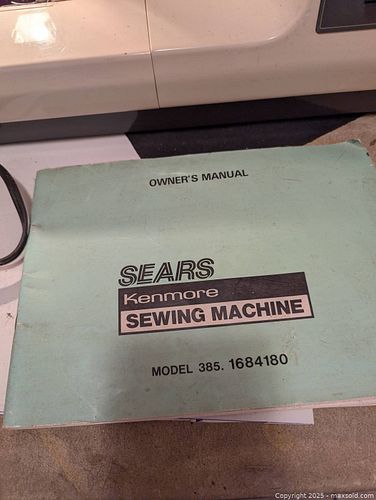 OWNER'S MANUAL
SEARS
Kenmore
SEWING MACHINE
MODEL 385. 1684180
Copyright 2025 - maxsold.com